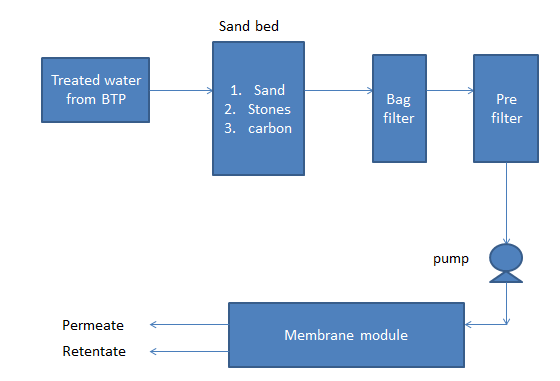 Sand bed
Treated water
from BTP
1. Sand
2. Stones
3. carbon
Bag
filter
Pre
filter
pump
Membrane module
Permeate
Retentate